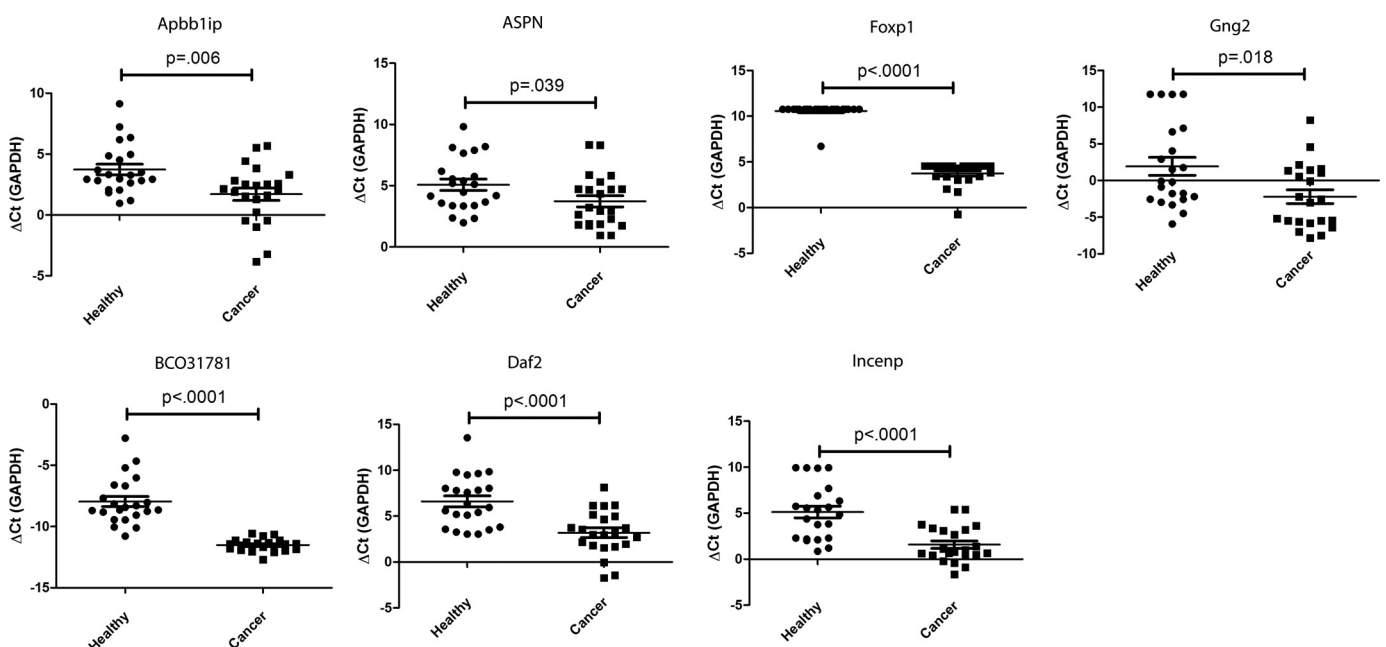 Apbb1ip
p=.006
ΔCt (GAPDH)
10
5
0
-5
Healthy
Cancer
ASPN
p=.039
ΔCt (GAPDH)
15
10
5
0
Healthy
Cancer
Foxp1
p<.0001
ΔCt (GAPDH)
15
10
5
0
-5
Healthy
Cancer
Gng2
p=.018
ΔCt (GAPDH)
15
10
5
0
-5
-10
Healthy
Cancer
BCO31781
p<.0001
ΔCt (GAPDH)
0
-5
-10
-15
Healthy
Cancer
Daf2
p<.0001
ΔCt (GAPDH)
15
10
5
0
-5
Healthy
Cancer
Incenp
p<.0001
ΔCt (GAPDH)
15
10
5
0
-5
Healthy
Cancer